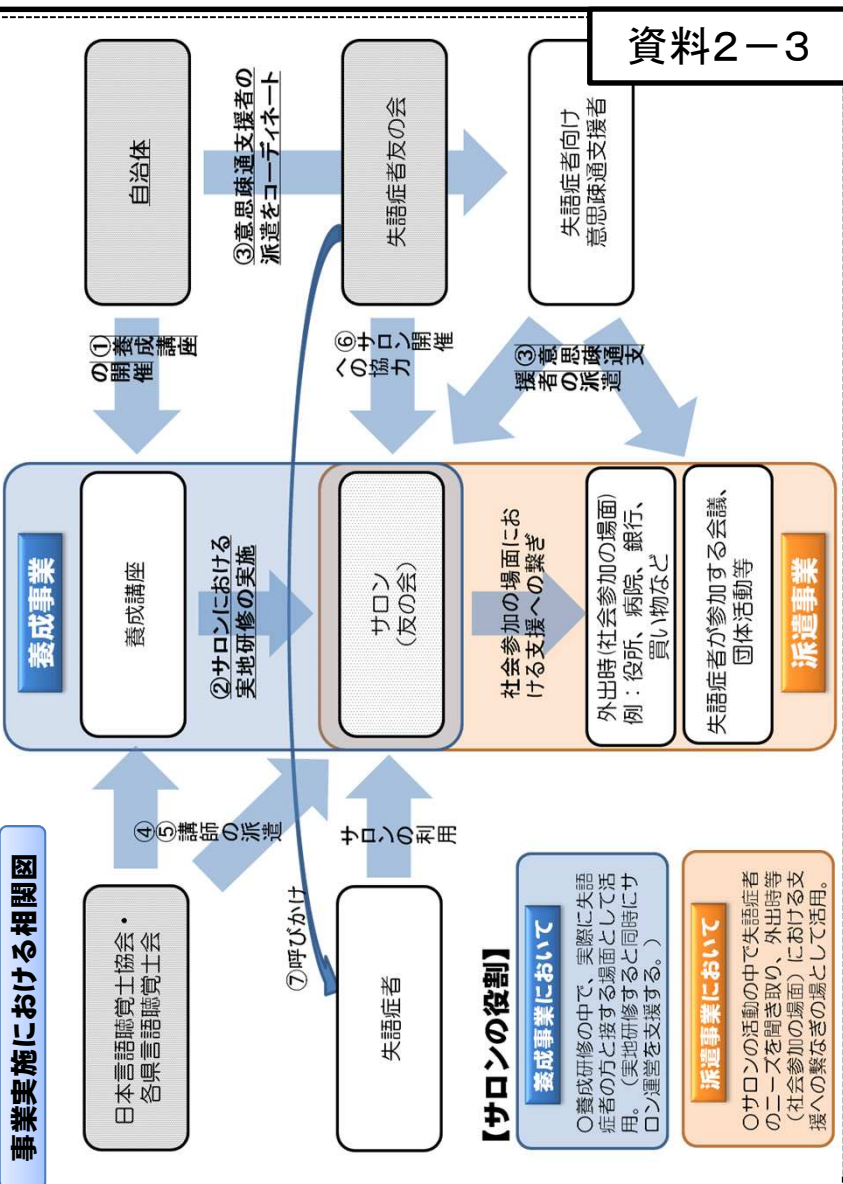 資料2－3
事業実施における相関図
日本言語聴覚士協会・
各県言語聴覚士会
④⑤講師の派遣
養成事業
養成講座
①養成講座
の開催
自治体
②サロンにおける
実地研修の実施
③意思疎通支援者の
派遣をコーディネート
⑦呼びかけ
失語症者
サロンの利用
サロン
（友の会）
⑥サロン開催
への協力
失語症者友の会
社会参加の場面にお
ける支援への繋ぎ
③意思疎通支
援者の派遣
失語症者向け
意思疎通支援者
外出時(社会参加の場面)
例：役所、病院、銀行、
買い物など
失語症者が参加する会議、
団体活動等
派遣事業
【サロンの役割】
養成事業において
○養成研修の中で、実際に失語
症者の方と接する場面として活
用。（実地研修すると同時にサ
ロン運営を支援する。）
派遣事業において
○サロンの活動の中で失語症者
のニーズを聞き取り、外出時等
（社会参加の場面）における支
援への繋なぎの場として活用。